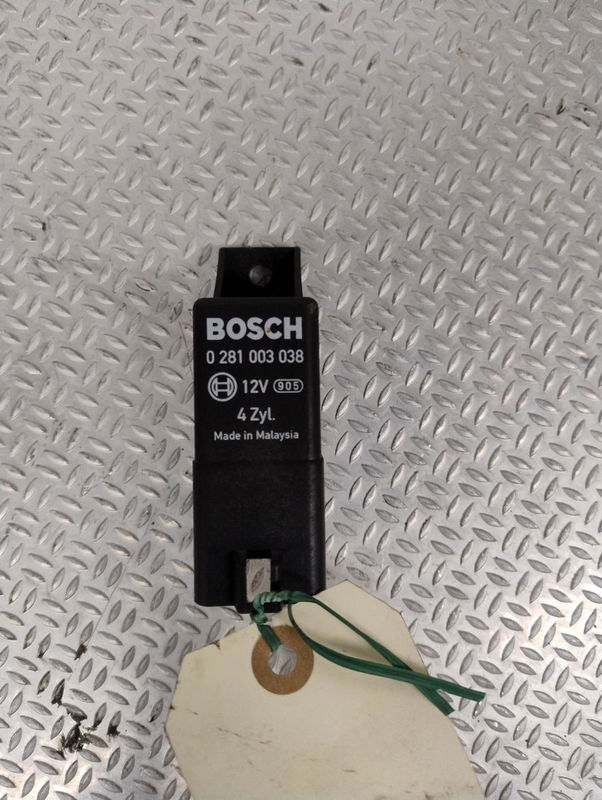 BOSCH
0 281 003 038
12V 905
4 Zyl.
Made in Malaysia